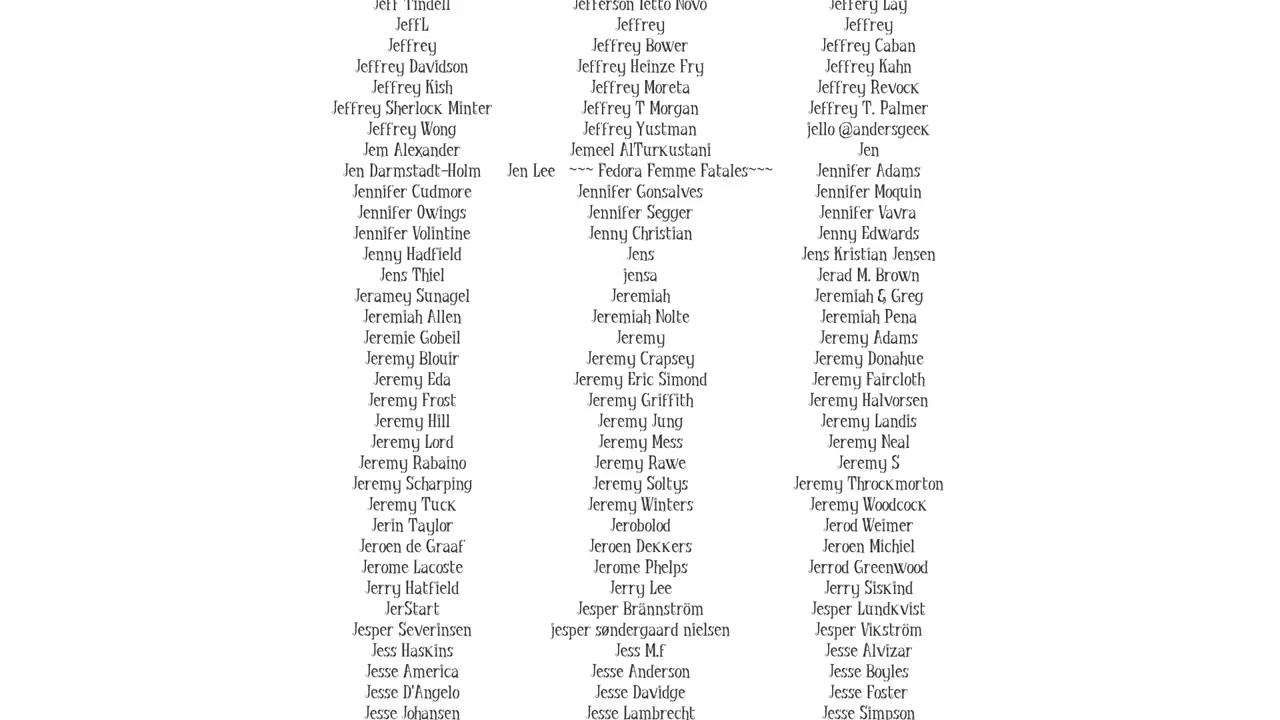 Jeff Tindell Jefferson Tetto Novo Jeffery Lay
JeffL Jeffrey Jeffrey
Jeffrey Jeffrey Bower Jeffrey Caban
Jeffrey Davidson Jeffrey Heinze Fry Jeffrey Kahn
Jeffrey Kish Jeffrey Moreta Jeffrey Revock
Jeffrey Sherlock Minter Jeffrey T Morgan Jeffrey T. Palmer
Jeffrey Wong Jeffrey Yustman jello @andersgeek
Jem Alexander Jemeel AlTurkustani Jen
Jen Darmstadt-Holm Jen Lee ~~~ Fedora Femme Fatales~~~ Jennifer Adams
Jennifer Cudmore Jennifer Gonsalves Jennifer Moquin
Jennifer Owings Jennifer Segger Jennifer Vavra
Jennifer Volintine Jenny Christian Jenny Edwards
Jenny Hadfield Jens Jens Kristian Jensen
Jens Thiel jensa Jerad M. Brown
Jeramey Sunagel Jeremiah Jeremiah & Greg
Jeremiah Allen Jeremiah Nolte Jeremiah Pena
Jeremie Gobeil Jeremy Jeremy Adams
Jeremy Blouir Jeremy Crapsey Jeremy Donahue
Jeremy Eda Jeremy Eric Simond Jeremy Faircloth
Jeremy Frost Jeremy Griffith Jeremy Halvorsen
Jeremy Hill Jeremy Jung Jeremy Landis
Jeremy Lord Jeremy Mess Jeremy Neal
Jeremy Rabaino Jeremy Rawe Jeremy S
Jeremy Scharping Jeremy Soltys Jeremy Throckmorton
Jeremy Tuck Jeremy Winters Jeremy Woodcock
Jerin Taylor Jerobolod Jerod Weimer
Jeroen de Graaf Jeroen Dekkers Jeroen Michiel
Jerome Lacoste Jerome Phelps Jerrod Greenwood
Jerry Hatfield Jerry Lee Jerry Siskind
JerStart Jesper Brännström Jesper Lundkvist
Jesper Severinsen jesper søndergaard nielsen Jesper Vikström
Jess Haskins Jess M.f Jesse Alvizar
Jesse America Jesse Anderson Jesse Boyles
Jesse D'Angelo Jesse Davidge Jesse Foster
Jesse Johansen Jesse Lambrecht Jesse Simpson